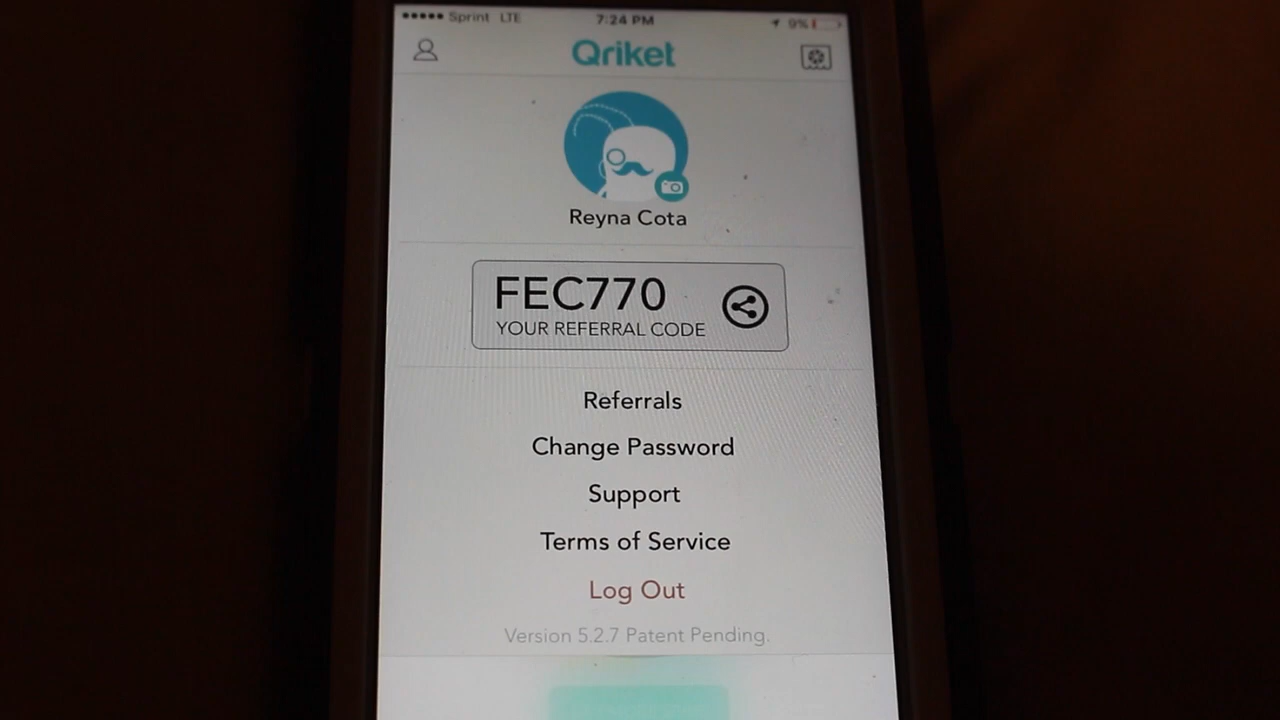 Sprint LTE 7:24 PM 9%
Qriket
Reyna Cota
FEC770
YOUR REFERRAL CODE
Referrals
Change Password
Support
Terms of Service
Log Out
Version 5.2.7 Patent Pending.